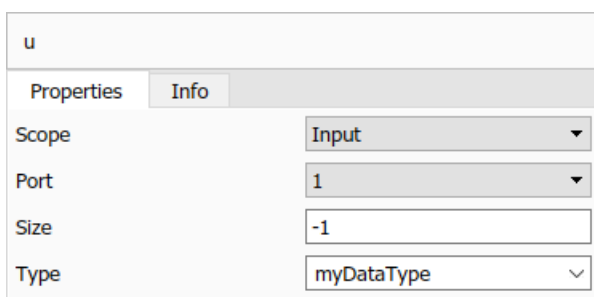 u
Properties Info
Scope Input
Port 1
Size -1
Type myDataType